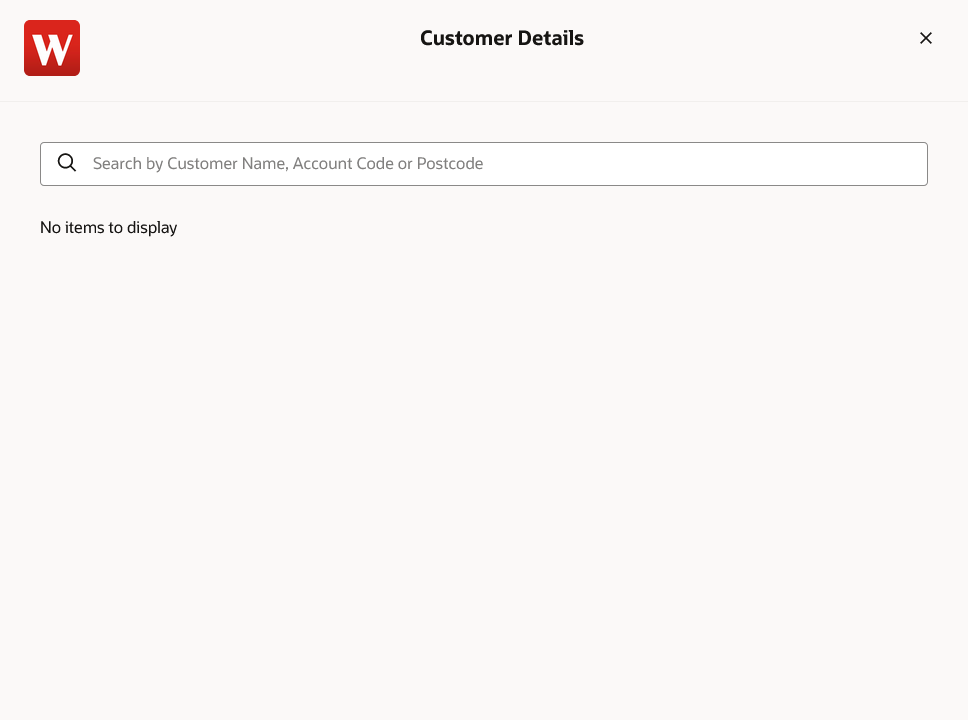 W
Customer Details
Search by Customer Name, Account Code or Postcode
No items to display